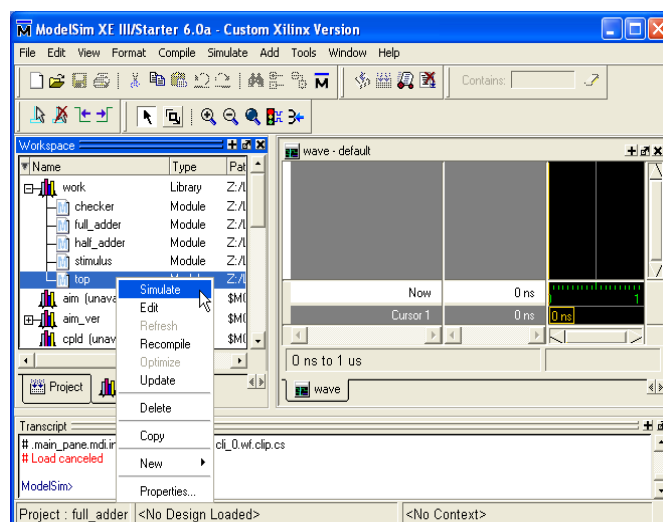 ModelSim XE III/Starter 6.0a - Custom Xilinx Version
File Edit View Format Compile Simulate Add Tools Window Help
Contains:
Workspace
Name Type Pat
work Library Z:/L
checker Module Z:/L
full_adder Module Z:/L
half_adder Module Z:/L
stimulus Module Z:/L
top Z:/L
aim (unava $M(
aim_ver $M(
cpld (unav $M(
Simulate
Edit
Refresh
Recompile
Optimize
Update
Delete
Copy
New
Properties...
Project
wave - default
Now 0 ns
Cursor 1 0 ns
1
0 ns
0 ns to 1 us
wave
Transcript
# .main_pane.mdi.in cli_0.wf.clip.cs
# Load canceled
ModelSim>
Project : full_adder <No Design Loaded> <No Context>